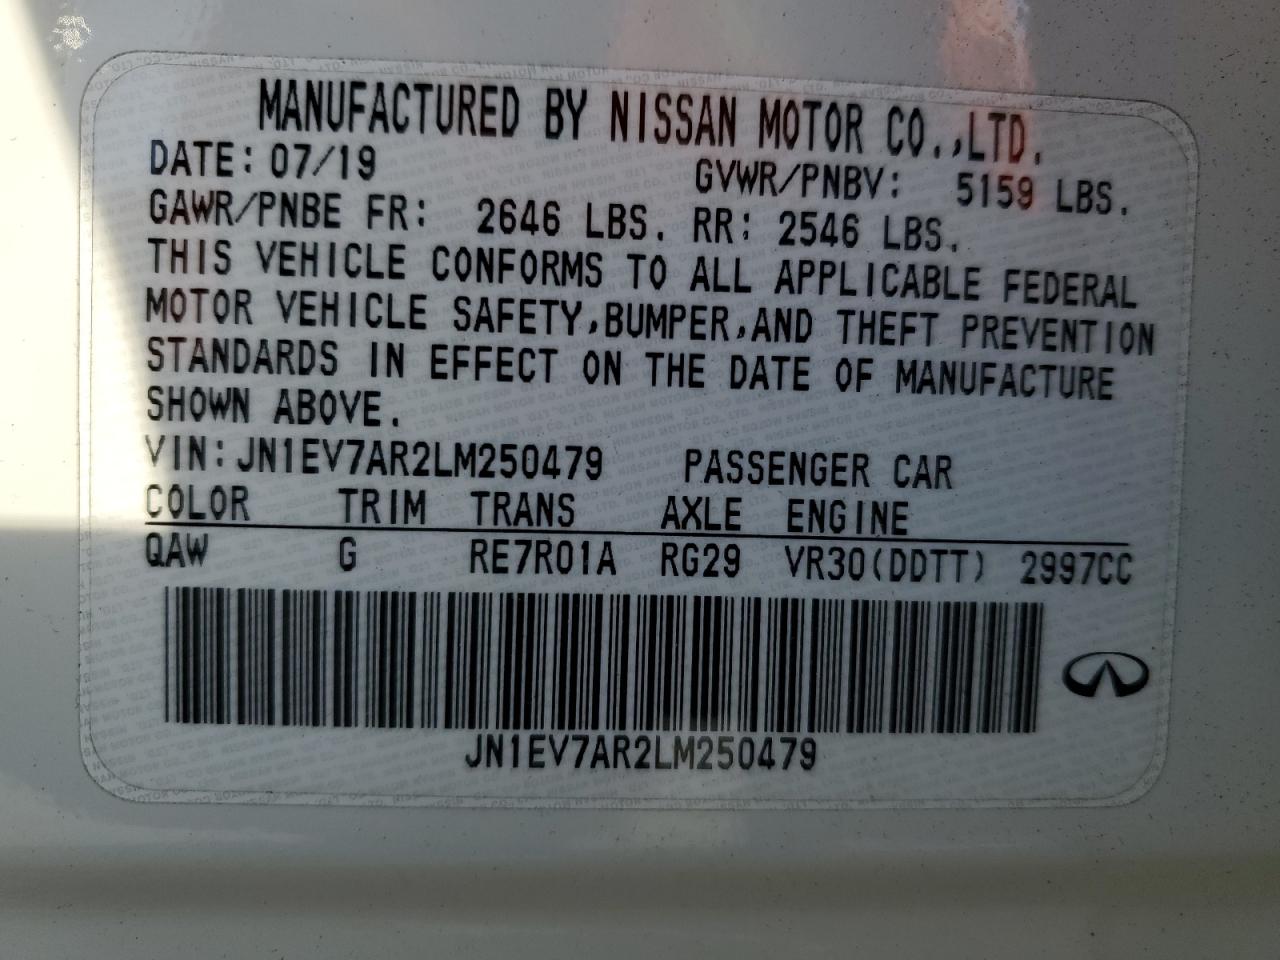 MANUFACTURED BY NISSAN MOTOR CO.,LTD.
DATE: 07/19 GVWR/PNBV: 5159 LBS.
GAWR/PNBE FR: 2646 LBS. RR: 2546 LBS.
THIS VEHICLE CONFORMS TO ALL APPLICABLE FEDERAL
MOTOR VEHICLE SAFETY,BUMPER,AND THEFT PREVENTION
STANDARDS IN EFFECT ON THE DATE OF MANUFACTURE
SHOWN ABOVE.
VIN:JN1EV7AR2LM250479 PASSENGER CAR
COLOR TRIM TRANS AXLE ENGINE
QAW G RE7R01A RG29 VR30(DDTT) 2997CC
JN1EV7AR2LM250479